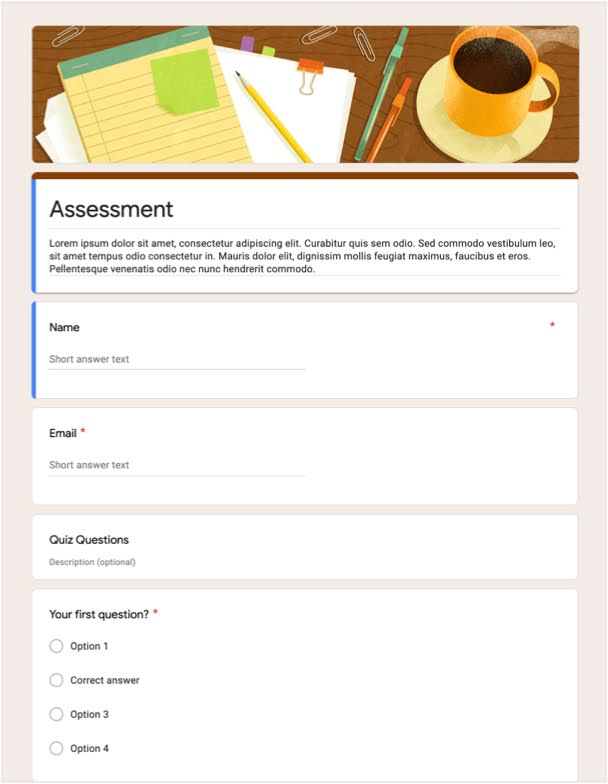 Assessment
Lorem ipsum dolor sit amet, consectetur adipiscing elit. Curabitur quis sem odio. Sed commodo vestibulum leo,
sit amet tempus odio consectetur in. Mauris dolor elit, dignissim mollis feugiat maximus, faucibus et eros.
Pellentesque venenatis odio nec nunc hendrerit commodo.
Name *
Short answer text
Email *
Short answer text
Quiz Questions
Description (optional)
Your first question? *
Option 1
Correct answer
Option 3
Option 4